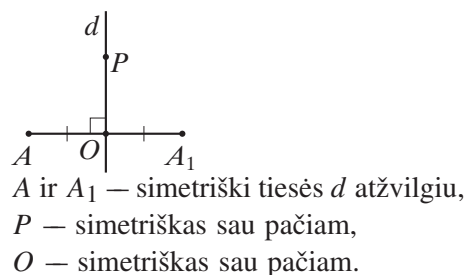 d
P
A O A₁
A ir A₁ — simetriški tiesės d atžvilgiu,
P — simetriškas sau pačiam,
O — simetriškas sau pačiam.